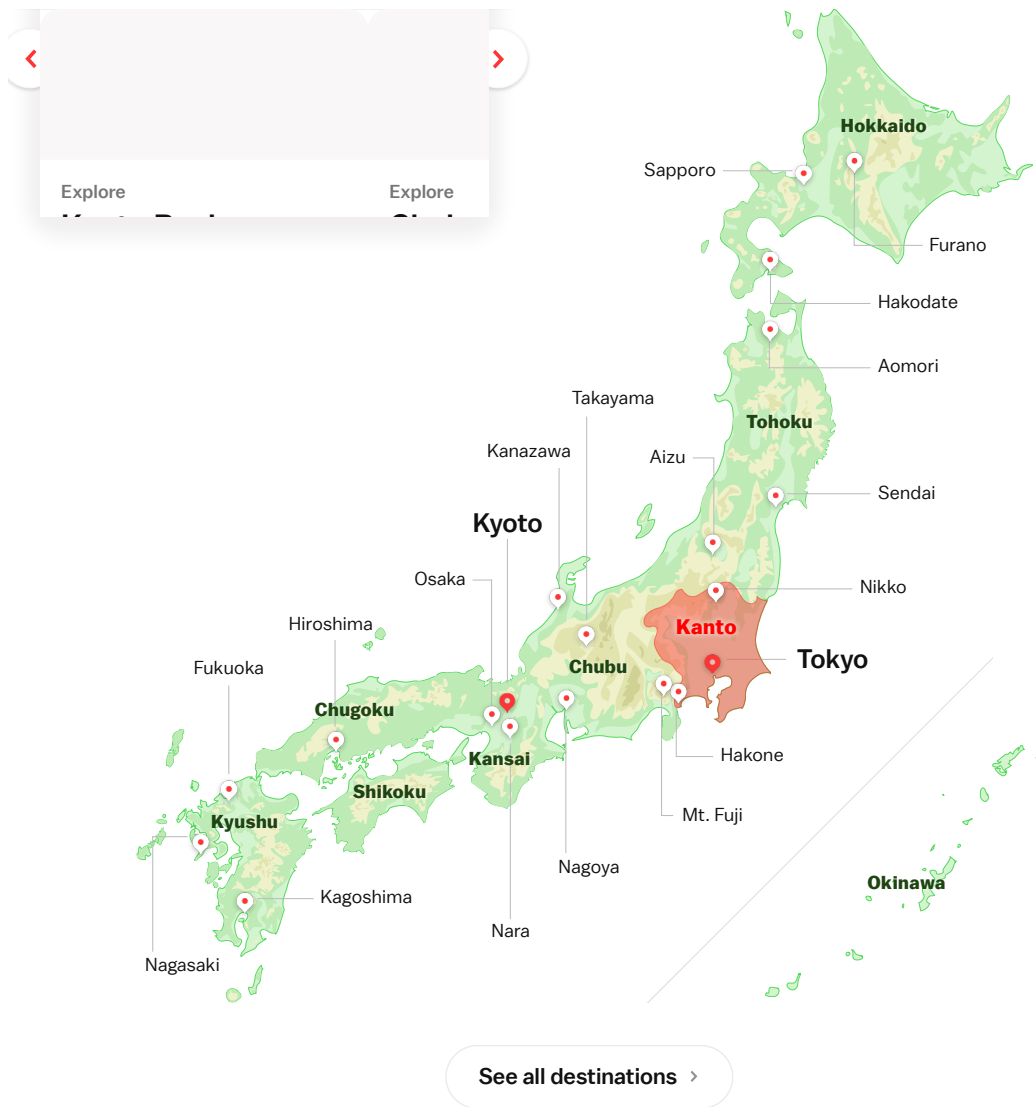 Explore
Explore
Hokkaido
Sapporo
Furano
Hakodate
Aomori
Takayama
Tohoku
Kanazawa
Aizu
Sendai
Kyoto
Osaka
Nikko
Hiroshima
Kanto
Tokyo
Fukuoka
Chubu
Chugoku
Kansai
Hakone
Shikoku
Mt. Fuji
Kyushu
Nagoya
Okinawa
Kagoshima
Nara
Nagasaki
See all destinations